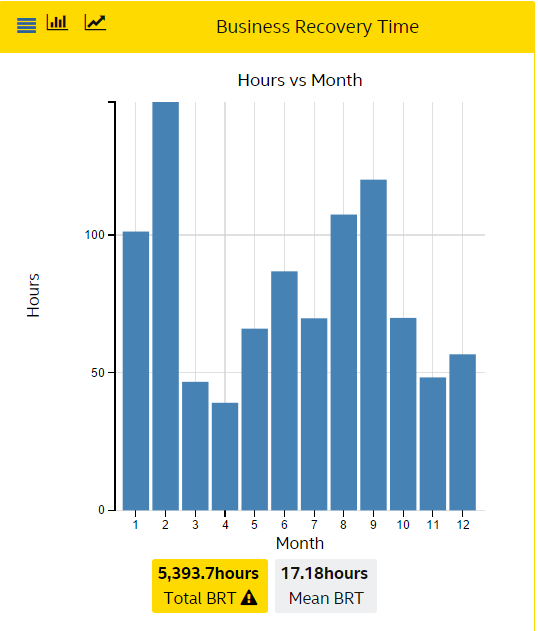 Business Recovery Time
Hours vs Month
Hours
100
50
0
1 2 3 4 5 6 7 8 9 10 11 12
Month
5,393.7hours
Total BRT
17.18hours
Mean BRT